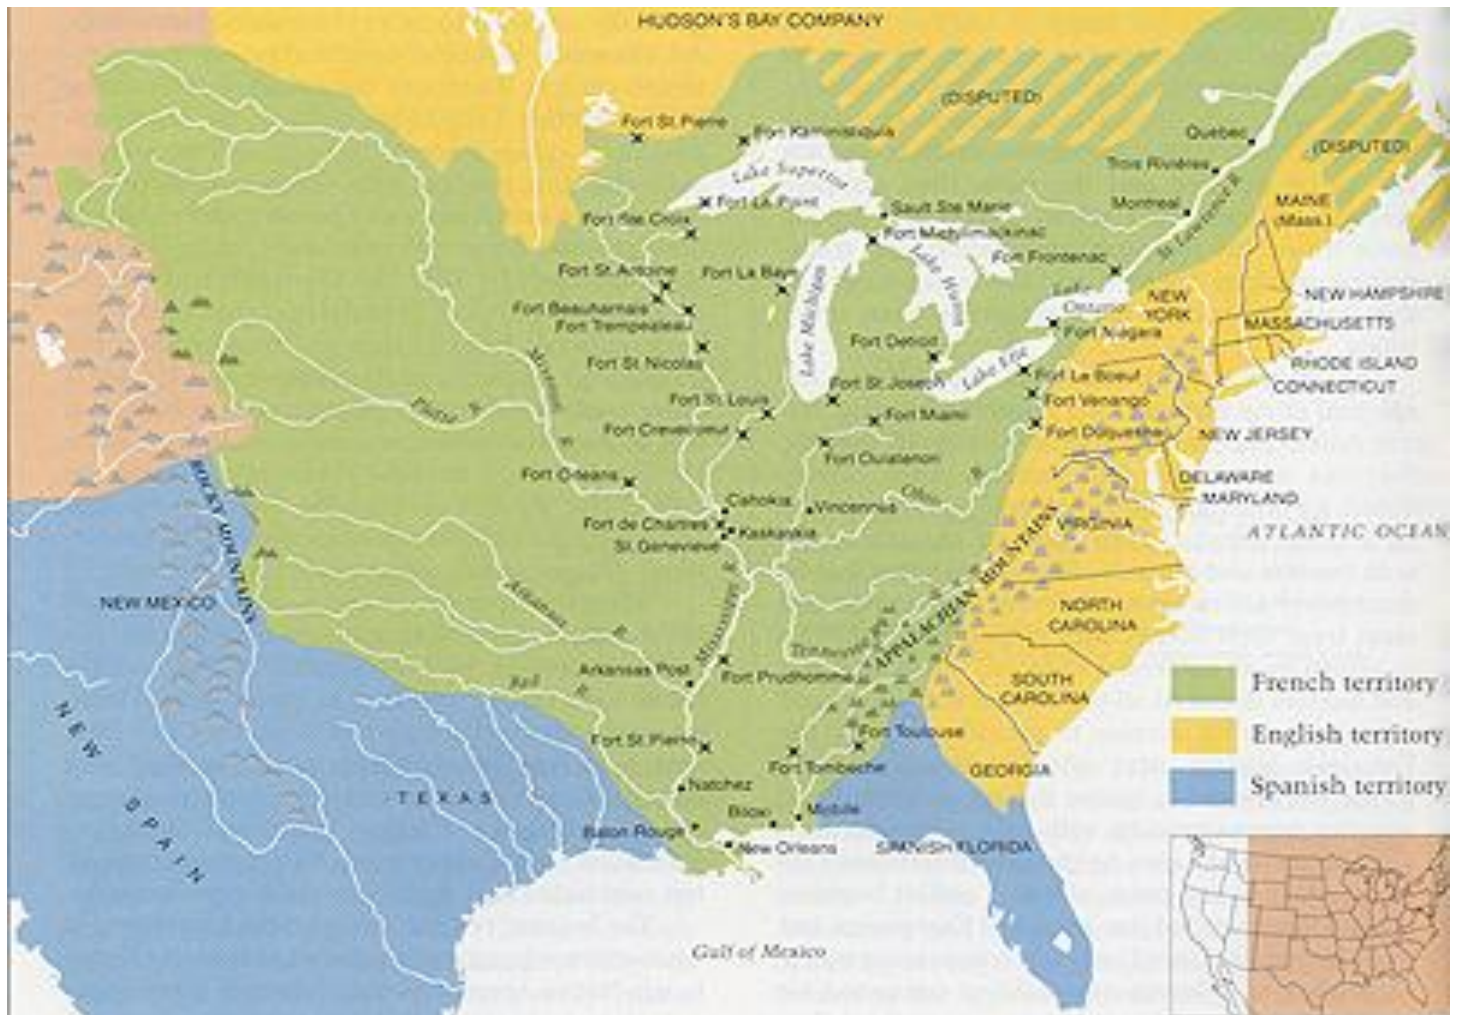 HUDSON'S BAY COMPANY
(DISPUTED)
Fort St. Pierre
Fort Kaministiquia
Quebec
(DISPUTED)
Trois Rivières
Lake Superior
Fort La Point
Montreal
St Lawrence R
MAINE
(Mass.)
Sault Ste Marie
Fort Ste Croix
Fort Michilimackinac
Fort Frontenac
Fort St. Antoine
Fort La Baye
Lake Michigan
Lake Huron
Lake
Ontario
NEW
YORK
NEW HAMPSHIRE
Fort Beauharnais
Fort Trempealeau
MASSACHUSETTS
Fort Niagara
Fort Detroit
Fort St. Nicolas
Lake Erie
RHODE ISLAND
Fort Le Boeuf
CONNECTICUT
Missouri
R
Fort St. Joseph
Fort St. Louis
Fort Venango
Platte R
Fort Miami
Fort Crevecoeur
Fort Duquesne
NEW JERSEY
Fort Ouiatenon
Fort Orleans
DELAWARE
MARYLAND
Ohio R
Cahokia
Vincennes
ROCKY MOUNTAINS
Fort de Chartres
Kaskaskia
St. Genevieve
VIRGINIA
ATLANTIC OCEAN
NEW MEXICO
Arkansas R
Mississippi R
APPALACHIAN MOUNTAINS
NORTH
CAROLINA
Tennessee R
Arkansas Post
Fort Prudhomme
Red R
SOUTH
CAROLINA
French territory
NEW SPAIN
Fort St. Pierre
Fort Toulouse
English territory
Fort Tombeche
GEORGIA
Natchez
Spanish territory
TEXAS
Biloxi
Mobile
Baton Rouge
New Orleans
SPANISH FLORIDA
Gulf of Mexico